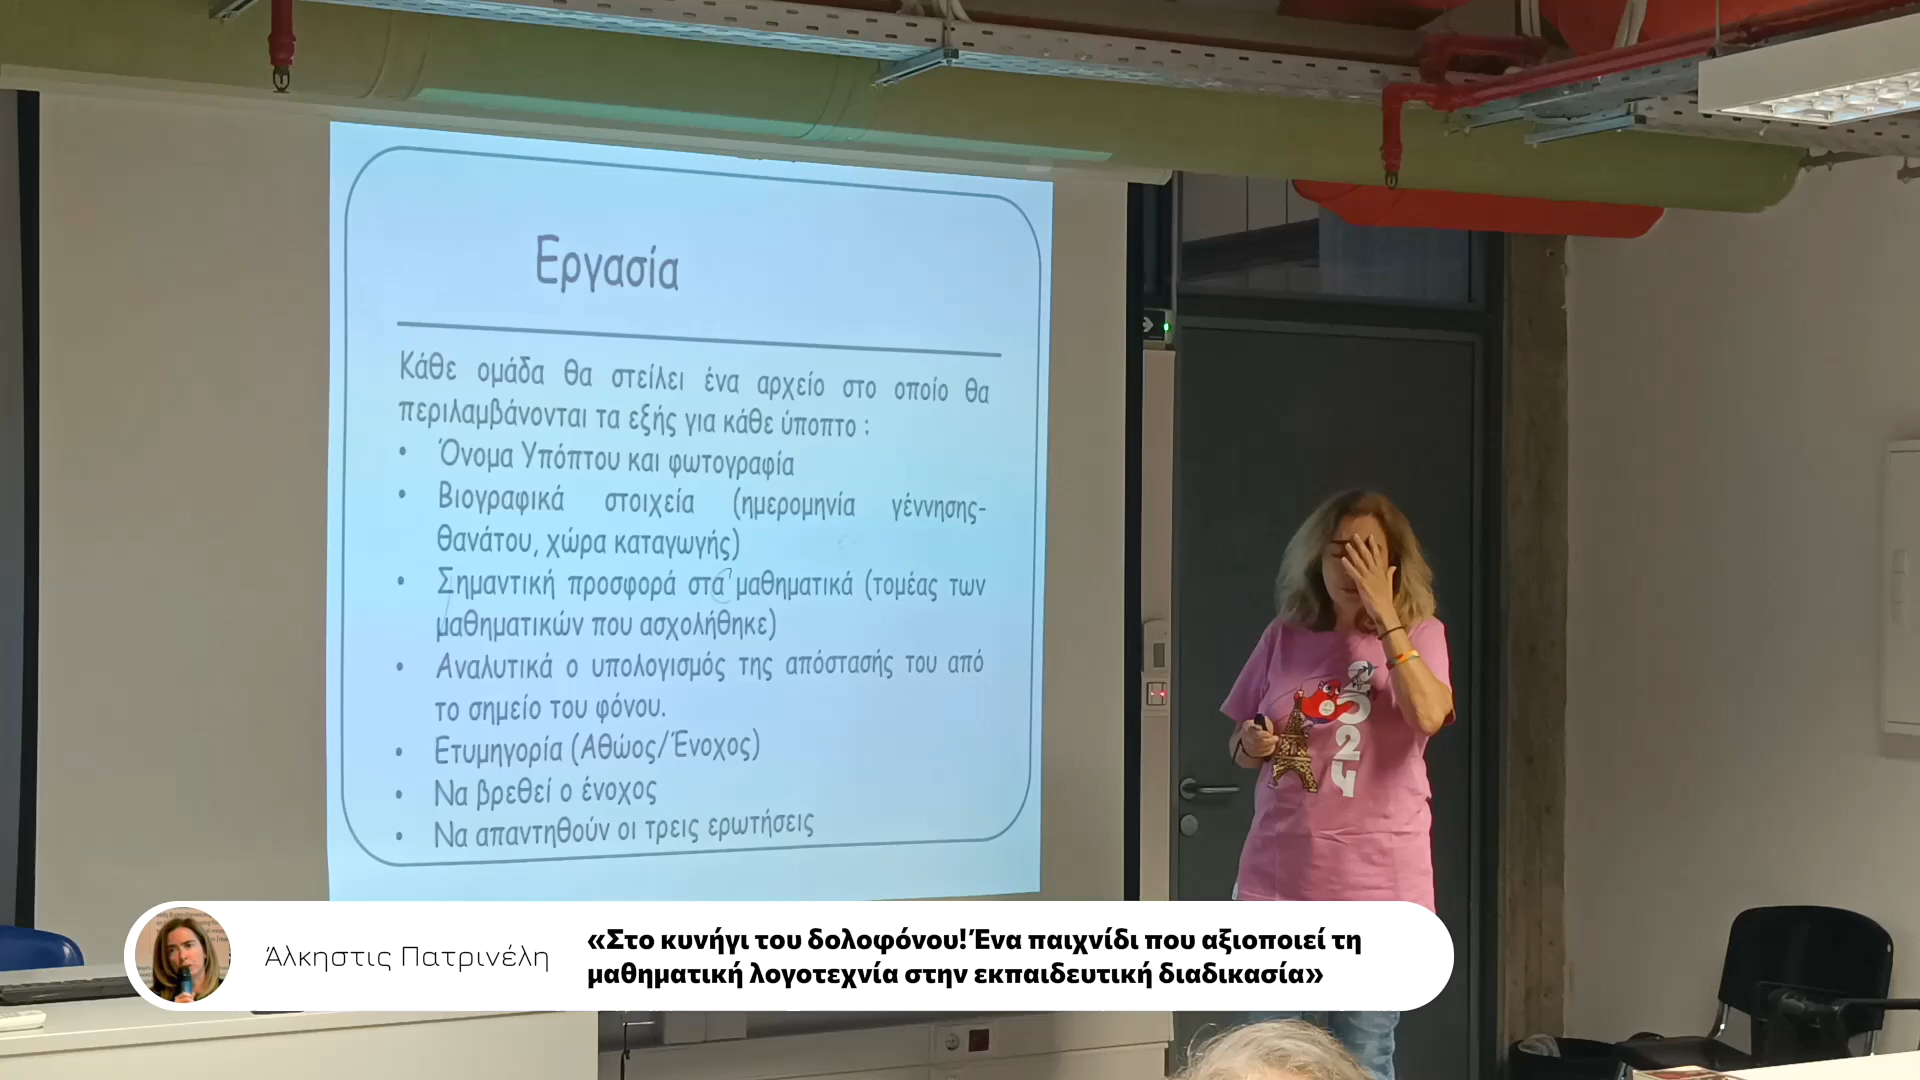 Εργασία
Κάθε ομάδα θα στείλει ένα αρχείο στο οποίο θα
περιλαμβάνονται τα εξής για κάθε ύποπτο :
• Όνομα Υπόπτου και φωτογραφία
• Βιογραφικά στοιχεία (ημερομηνία γέννησης-
θανάτου, χώρα καταγωγής)
• Σημαντική προσφορά στα μαθηματικά (τομέας των
μαθηματικών που ασχολήθηκε)
• Αναλυτικά ο υπολογισμός της απόστασής του από
το σημείο του φόνου.
• Ετυμηγορία (Αθώος/Ένοχος)
• Να βρεθεί ο ένοχος
• Να απαντηθούν οι τρεις ερωτήσεις
2024
Άλκηστις Πατρινέλη
«Στο κυνήγι του δολοφόνου! Ένα παιχνίδι που αξιοποιεί τη
μαθηματική λογοτεχνία στην εκπαιδευτική διαδικασία»